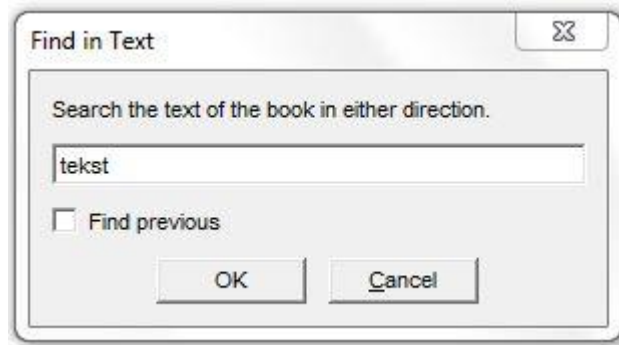 Find in Text
Search the text of the book in either direction.
tekst
Find previous
OK Cancel